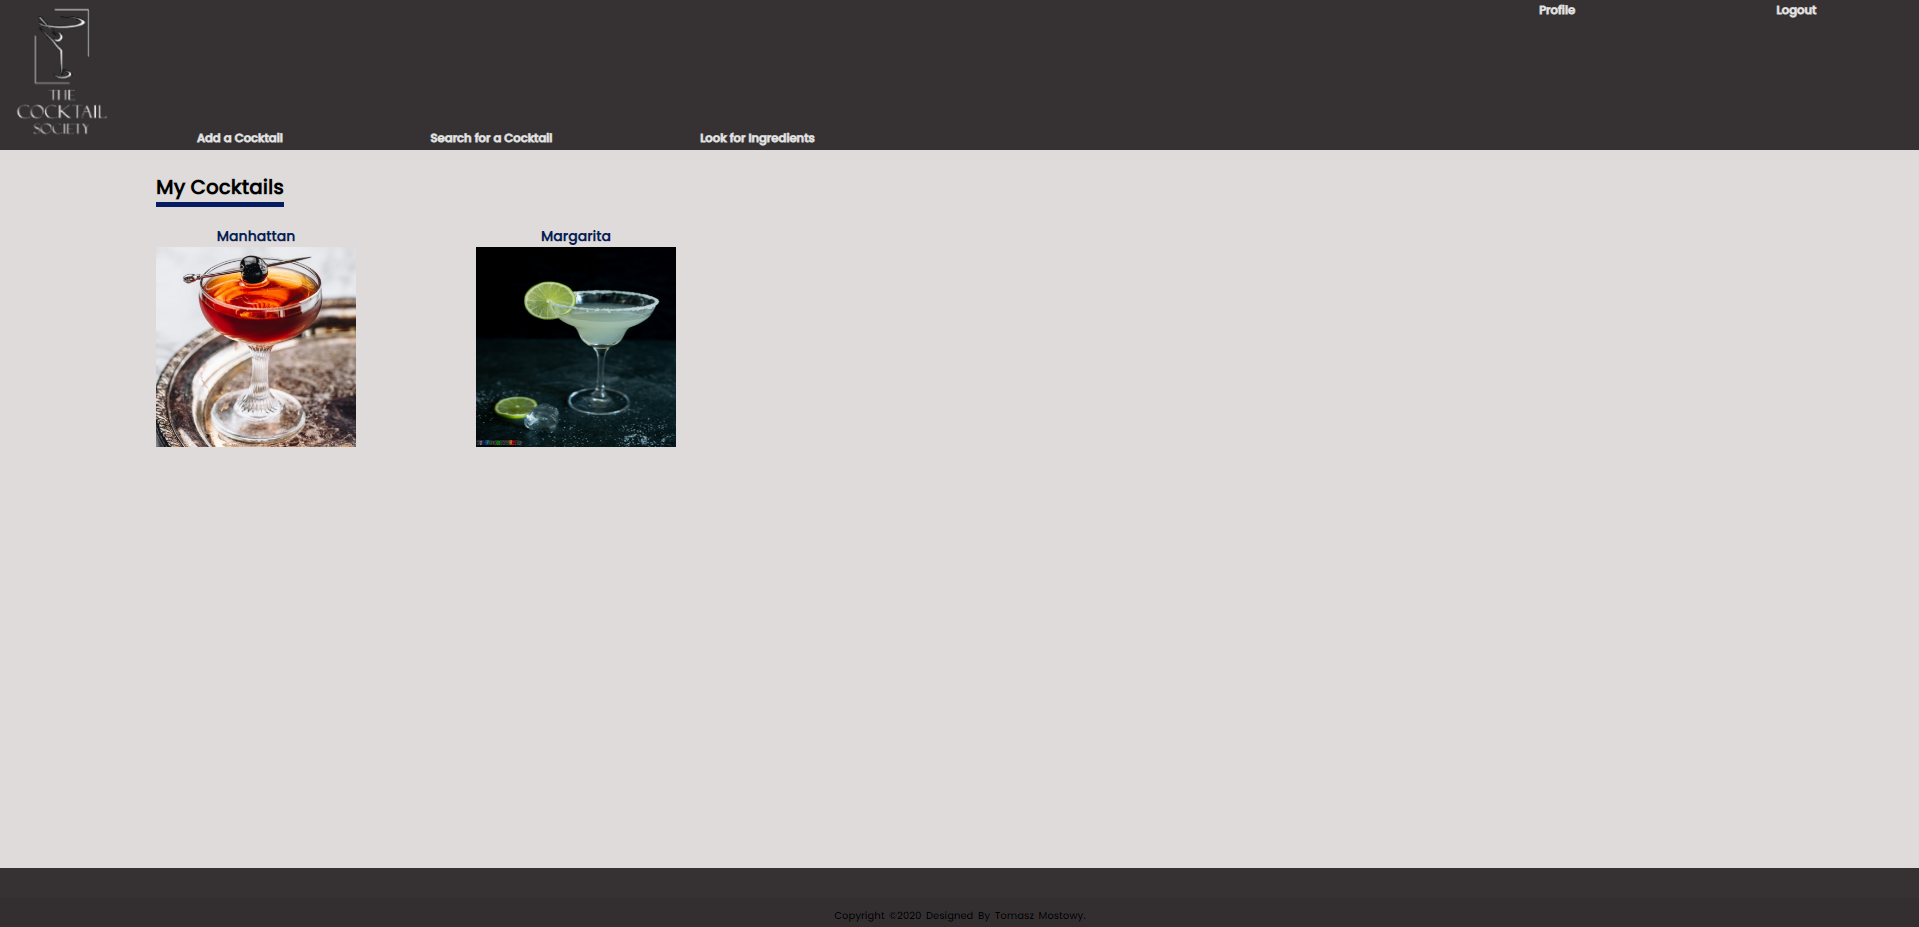 Profile
Logout
THE
COCKTAIL
SOCIETY
Add a Cocktail
Search for a Cocktail
Look for Ingredients
My Cocktails
Manhattan
Margarita
Copyright ©2020 Designed By Tomasz Mostowy.